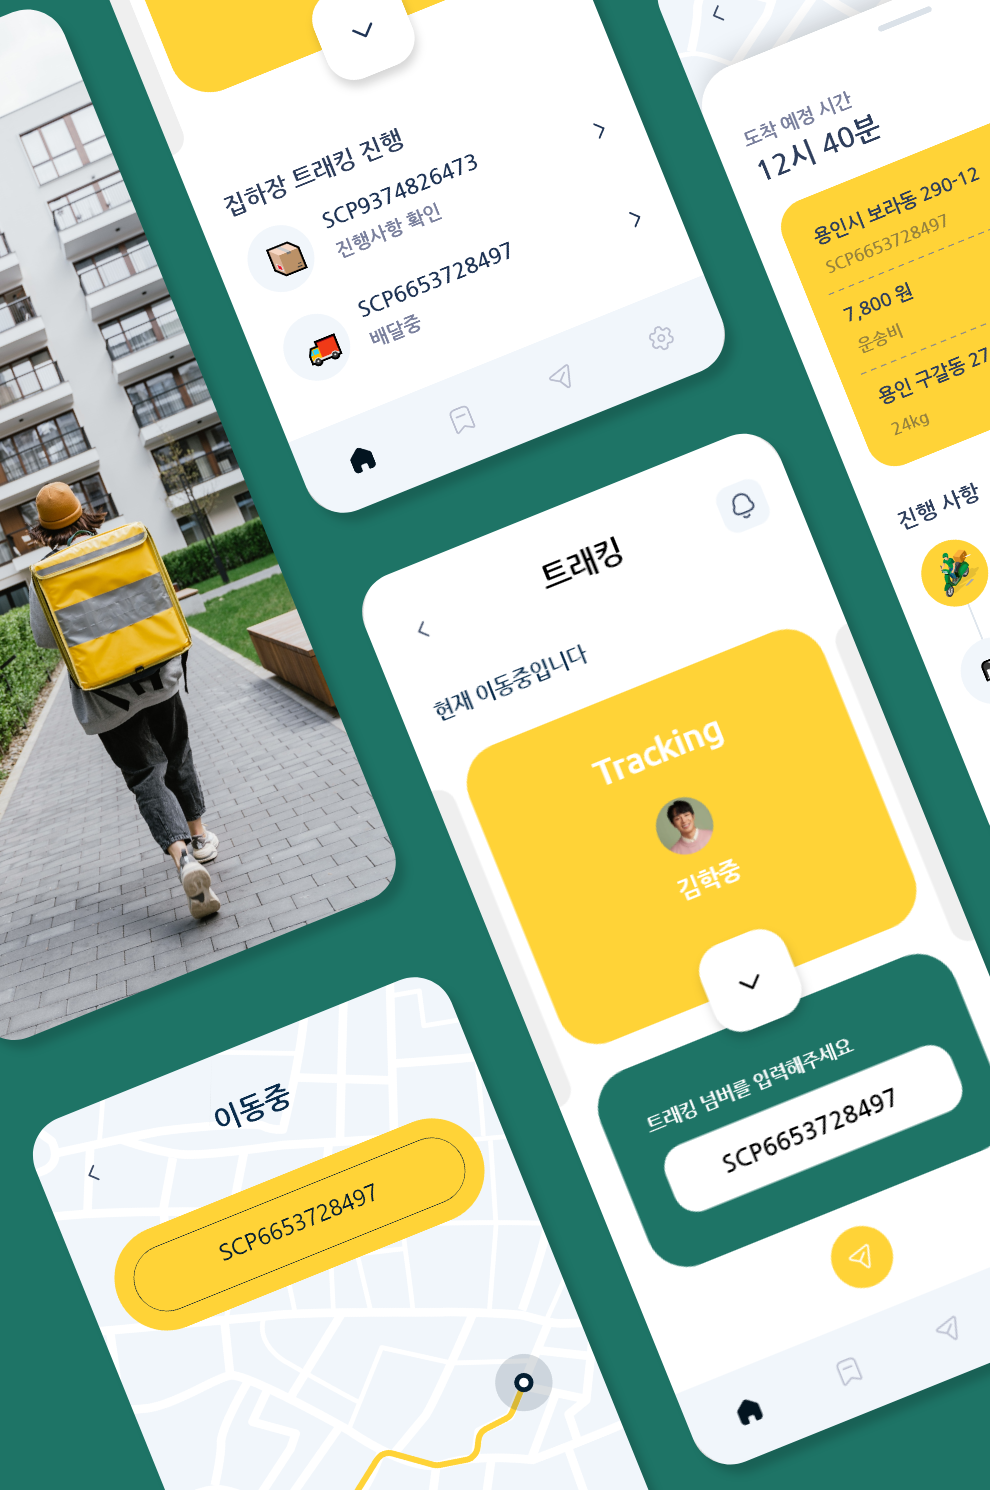 집하장 트래킹 진행
SCP9374826473
진행사항 확인
SCP6653728497
배달중
도착 예정 시간
12시 40분
용인시 보라동 290-12
SCP6653728497
7,800 원
운송비
용인 구갈동 27
24kg
진행 사항
트래킹
현재 이동중입니다
Tracking
김학중
트래킹 넘버를 입력해주세요
SCP6653728497
이동중
SCP6653728497